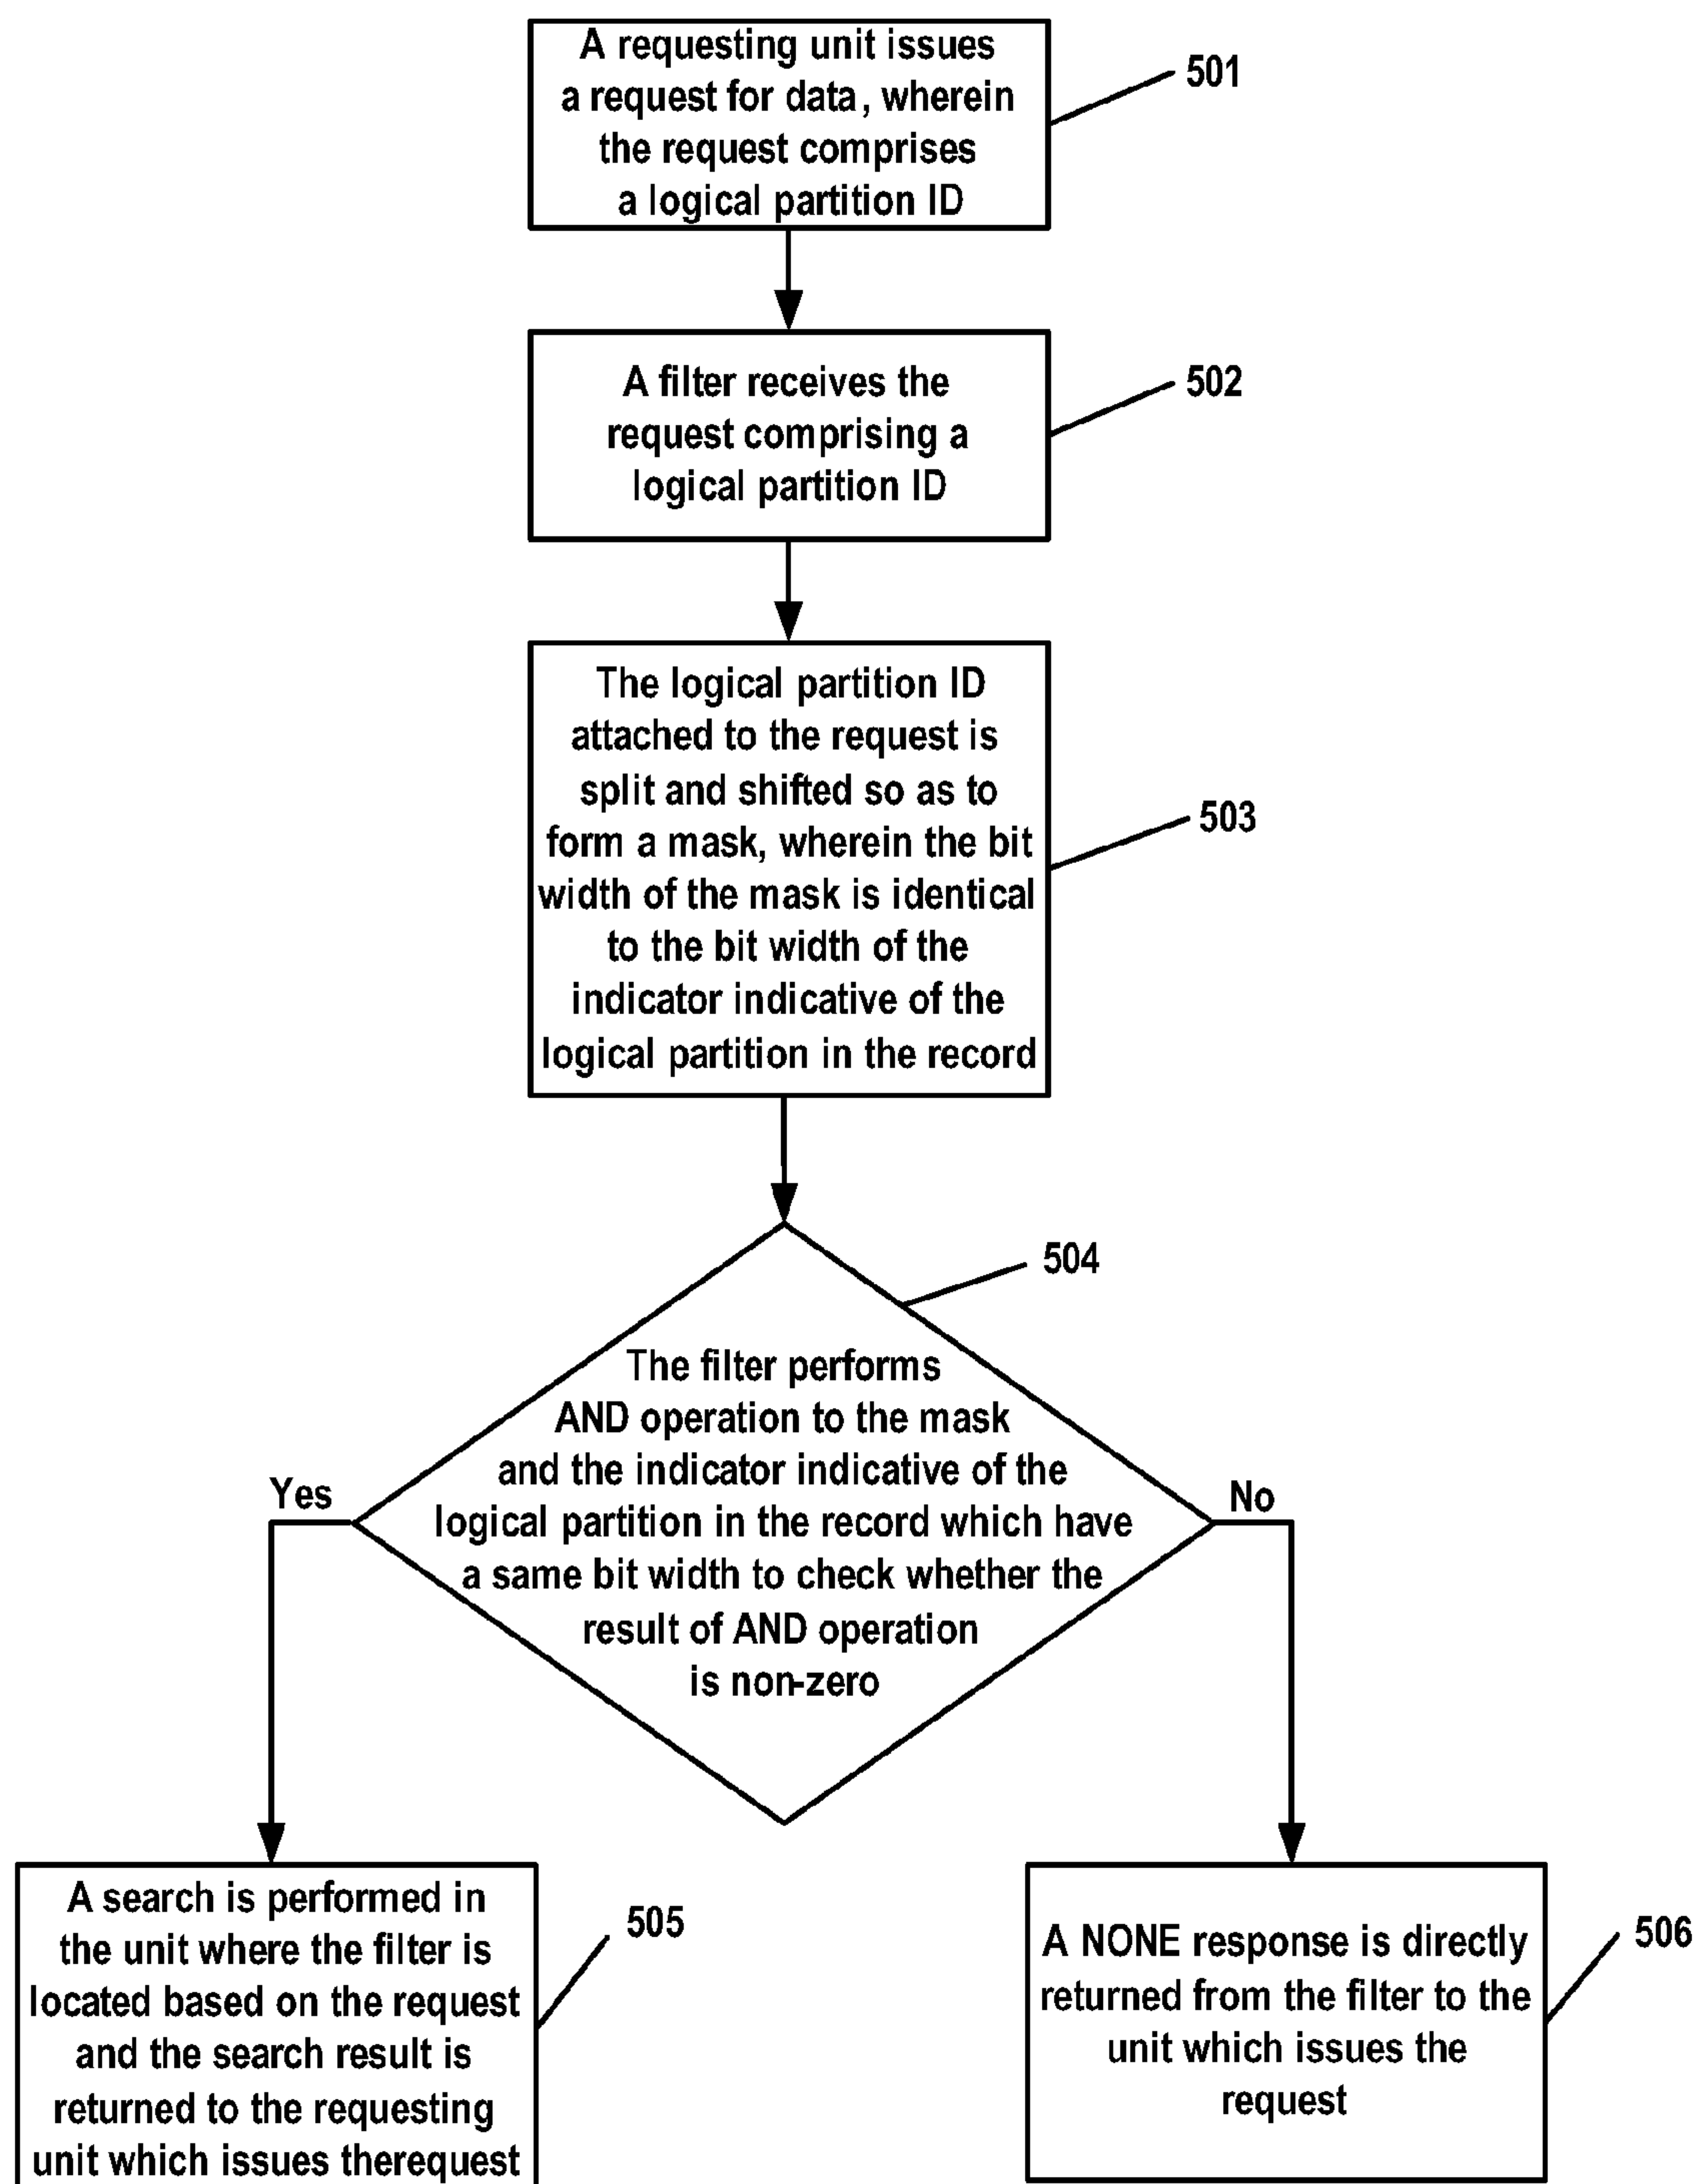 A requesting unit issues
a request for data, wherein
the request comprises
a logical partition ID
501
A filter receives the
request comprising a
logical partition ID
502
The logical partition ID
attached to the request is
split and shifted so as to
form a mask, wherein the bit
width of the mask is identical
to the bit width of the
indicator indicative of the
logical partition in the record
503
504
The filter performs
AND operation to the mask
and the indicator indicative of the
logical partition in the record which have
a same bit width to check whether the
result of AND operation
is non-zero
Yes
No
A search is performed in
the unit where the filter is
located based on the request
and the search result is
returned to the requesting
unit which issues therequest
505
A NONE response is directly
returned from the filter to the
unit which issues the
request
506